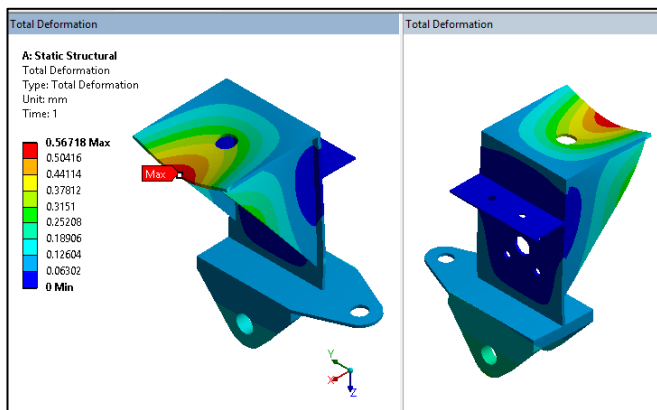 Total Deformation
Total Deformation
A: Static Structural
Total Deformation
Type: Total Deformation
Unit: mm
Time: 1
0.56718 Max
0.50416
0.44114
0.37812
0.3151
0.25208
0.18906
0.12604
0.06302
0 Min
Max
Y
X
Z